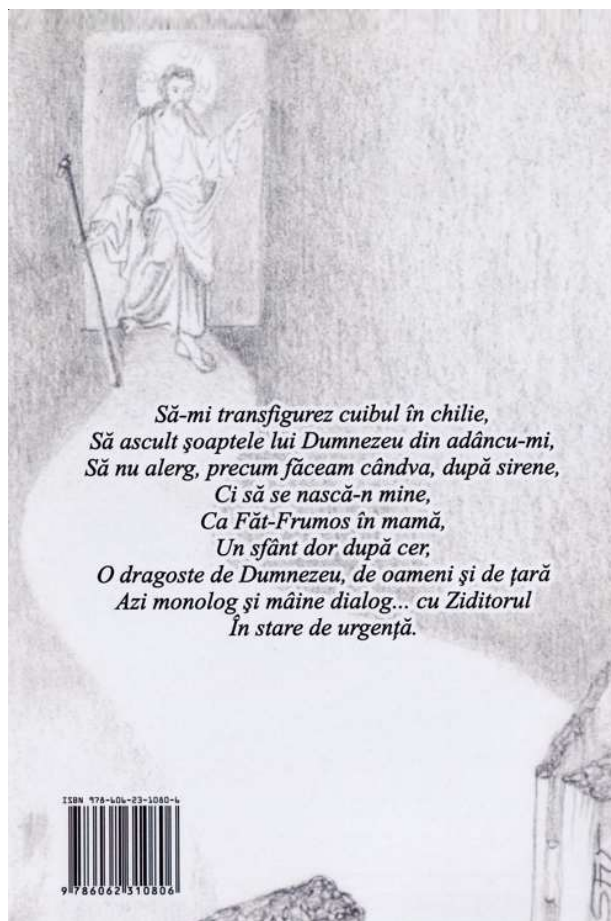 Să-mi transfigurez cuibul în chilie,
Să ascult şoaptele lui Dumnezeu din adâncu-mi,
Să nu alerg, precum făceam cândva, după sirene,
Ci să se nască-n mine,
Ca Făt-Frumos în mamă,
Un sfânt dor după cer,
O dragoste de Dumnezeu, de oameni şi de ţară
Azi monolog şi mâine dialog... cu Ziditorul
În stare de urgenţă.
ISBN 978-606-23-1080-6
9 786062 310806